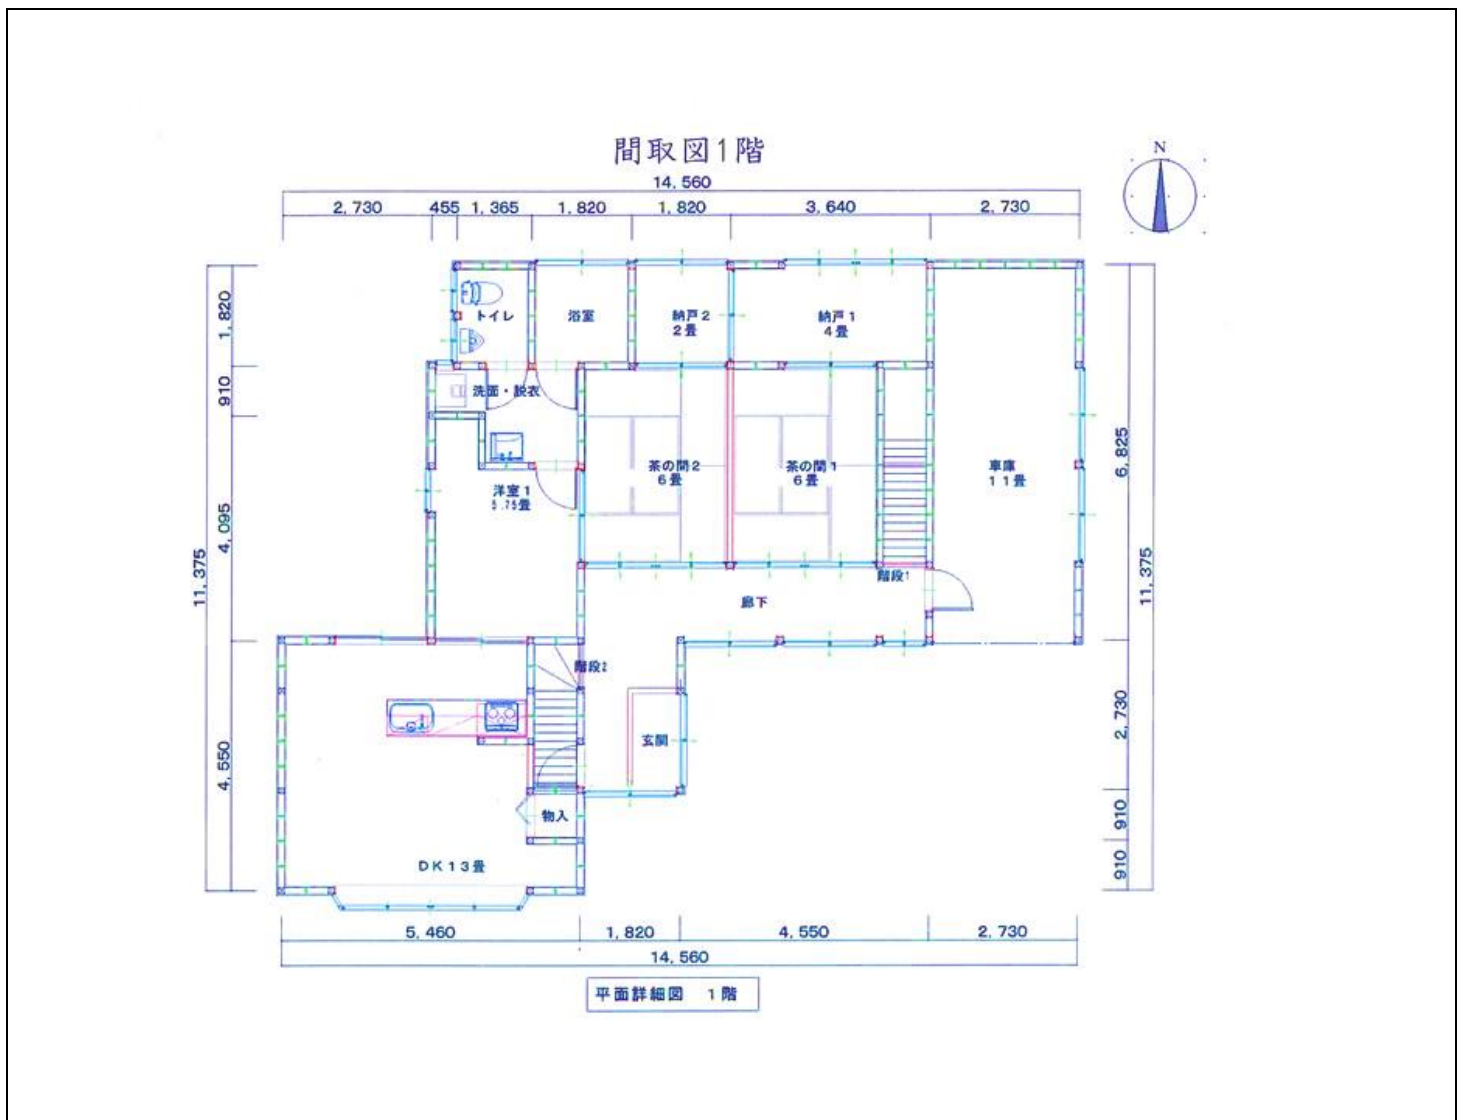 間取図1階
N
14,560
2,730 455 1,365 1,820 1,820 3,640 2,730
1,820
910
4,095
11,375
4,550
6,825
11,375
2,730
910
910
トイレ
浴室
納戸2
2畳
納戸1
4畳
洗面・脱衣
茶の間2
6畳
茶の間1
6畳
車庫
11畳
洋室1
5.75畳
階段1
廊下
階段2
玄関
物入
DK13畳
5,460 1,820 4,550 2,730
14,560
平面詳細図 1階